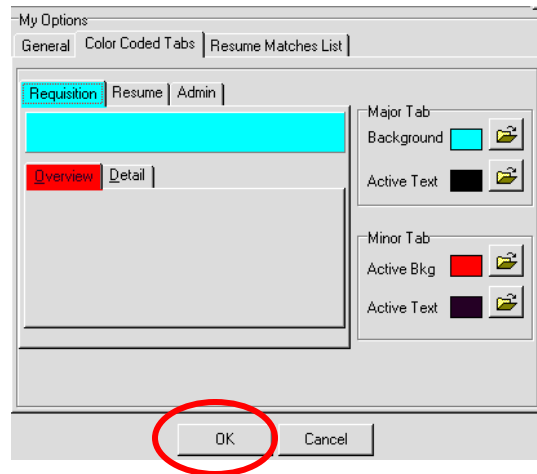 My Options
General Color Coded Tabs Resume Matches List
Requisition Resume Admin
Major Tab
Background
Overview Detail
Active Text
Minor Tab
Active Bkg
Active Text
OK Cancel